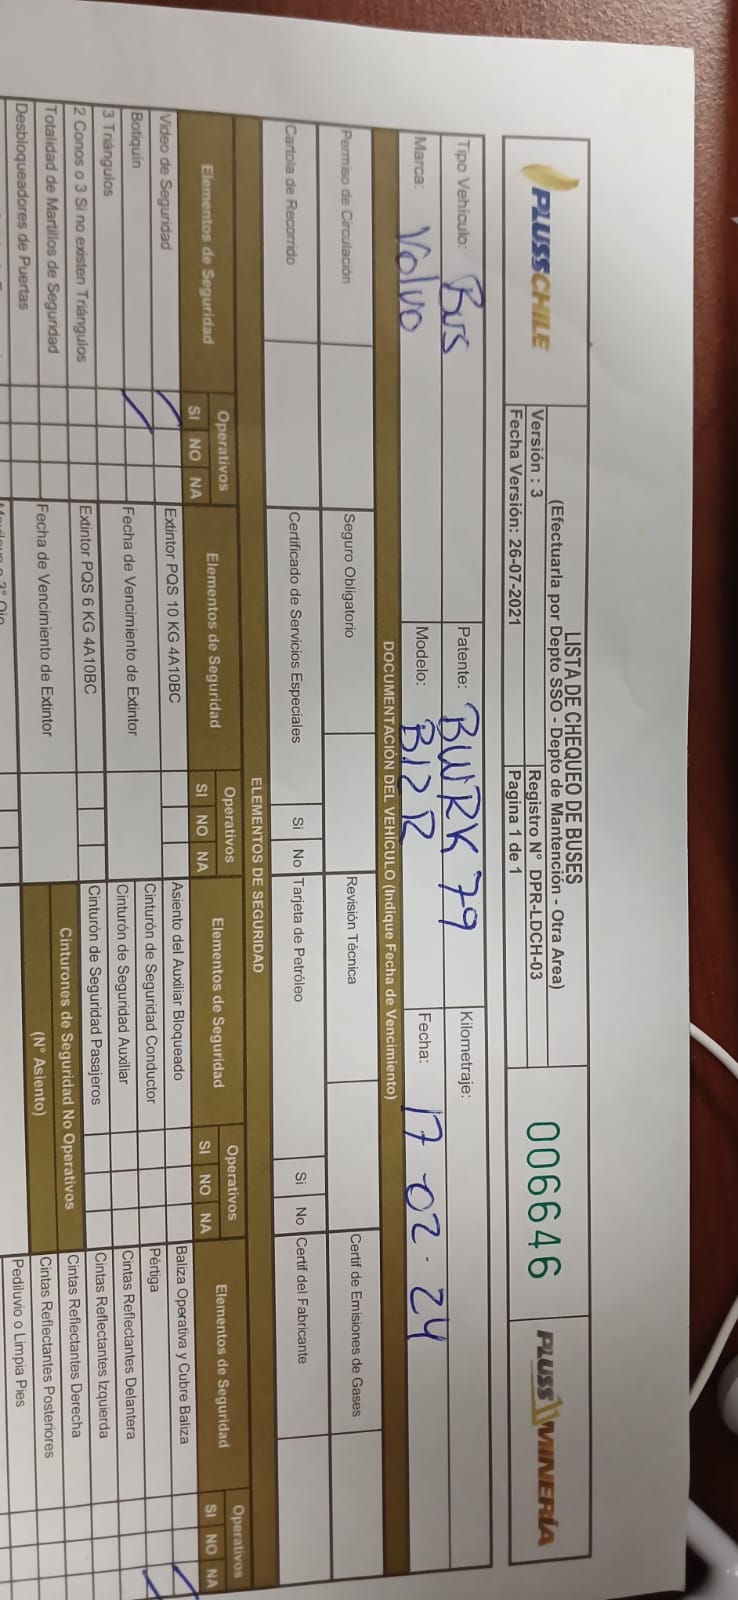 PLUSSCHILE
LISTA DE CHEQUEO DE BUSES
(Efectuarla por Depto SSO - Depto de Mantención - Otra Area)
Versión : 3 Registro N° DPR-LDCH-03
Fecha Versión: 26-07-2021 Pagina 1 de 1
006646
PLUSS MINERÍA
Tipo Vehículo: Bus Patente: BWRK 79 Kilometraje:
Marca: Volvo Modelo: B12R Fecha: 17-02-24
DOCUMENTACIÓN DEL VEHÍCULO (Indique Fecha de Vencimiento)
Permiso de Circulación Seguro Obligatorio Revisión Técnica Certif de Emisiones de Gases
Cartola de Recorrido Certificado de Servicios Especiales Si No Tarjeta de Petróleo Si No Certif del Fabricante
ELEMENTOS DE SEGURIDAD
Elementos de Seguridad Operativos Elementos de Seguridad Operativos Elementos de Seguridad Operativos Elementos de Seguridad Operativos
SI NO NA SI NO NA SI NO NA SI NO NA
Video de Seguridad Extintor PQS 10 KG 4A10BC Asiento del Auxiliar Bloqueado Baliza Operativa y Cubre Baliza
Botiquín Fecha de Vencimiento de Extintor Cinturón de Seguridad Conductor Pértiga
3 Triángulos Cinturón de Seguridad Auxiliar Cintas Reflectantes Delantera
2 Conos o 3 Si no existen Triángulos Extintor PQS 6 KG 4A10BC Cinturón de Seguridad Pasajeros Cintas Reflectantes Izquierda
Totalidad de Martillos de Seguridad Fecha de Vencimiento de Extintor Cinturones de Seguridad No Operativos Cintas Reflectantes Derecha
Desbloqueadores de Puertas (N° Asiento) Cintas Reflectantes Posteriores
Pediluvio o Limpia Pies